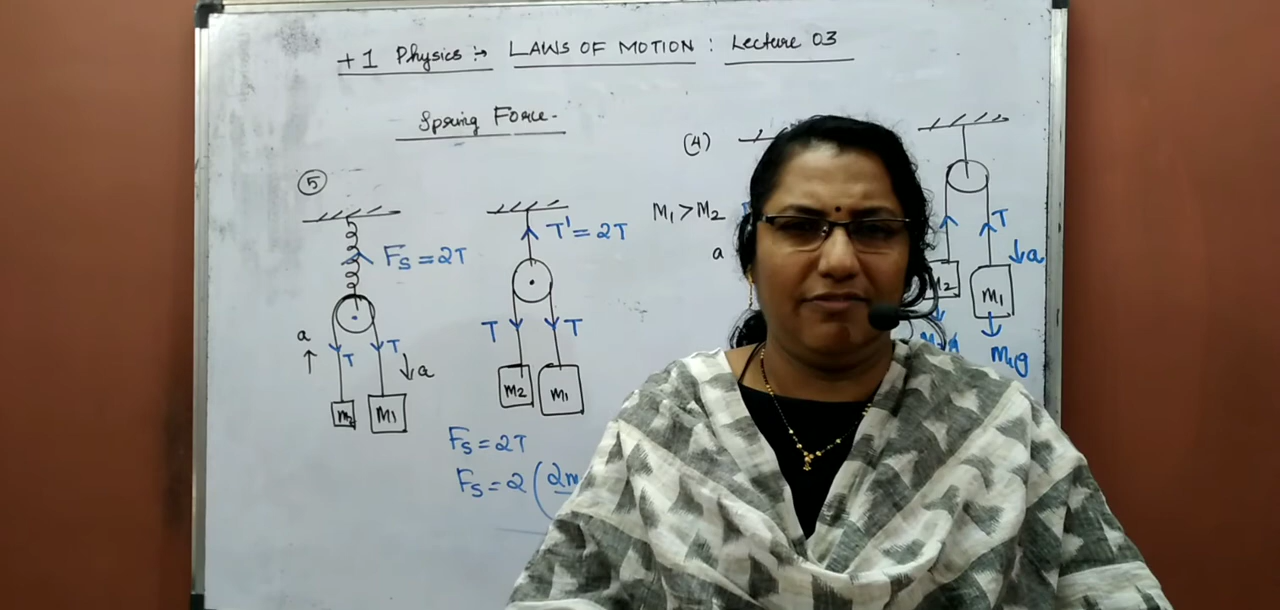 +1 Physics :→ LAWS OF MOTION : Lecture 03
Spring Force-
(5)
Fs = 2T
a
T
T
a
M1
T' = 2T
T
T
M2
M1
Fs = 2T
Fs = 2 (2m
(4)
M1 > M2
a
T
a
M2
M1
M1g